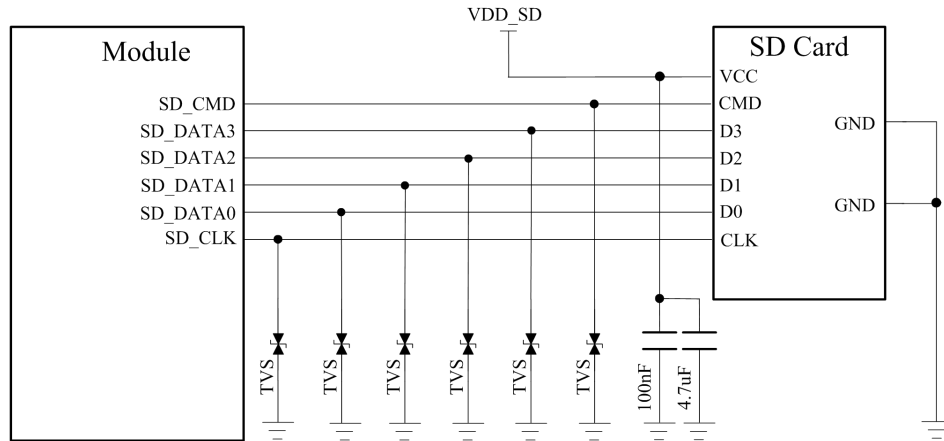 VDD_SD
Module
SD Card
VCC
SD_CMD
CMD
SD_DATA3
D3
GND
SD_DATA2
D2
SD_DATA1
D1
SD_DATA0
D0
GND
SD_CLK
CLK
TVS
TVS
TVS
TVS
TVS
TVS
100nF
4.7uF